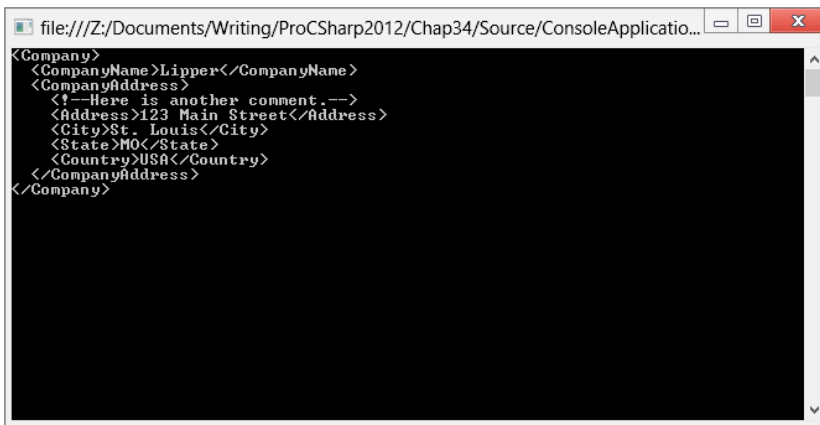 file:///Z:/Documents/Writing/ProCSharp2012/Chap34/Source/ConsoleApplicatio...
<Company>
  <CompanyName>Lipper</CompanyName>
  <CompanyAddress>
    <!--Here is another comment.-->
    <Address>123 Main Street</Address>
    <City>St. Louis</City>
    <State>MO</State>
    <Country>USA</Country>
  </CompanyAddress>
</Company>